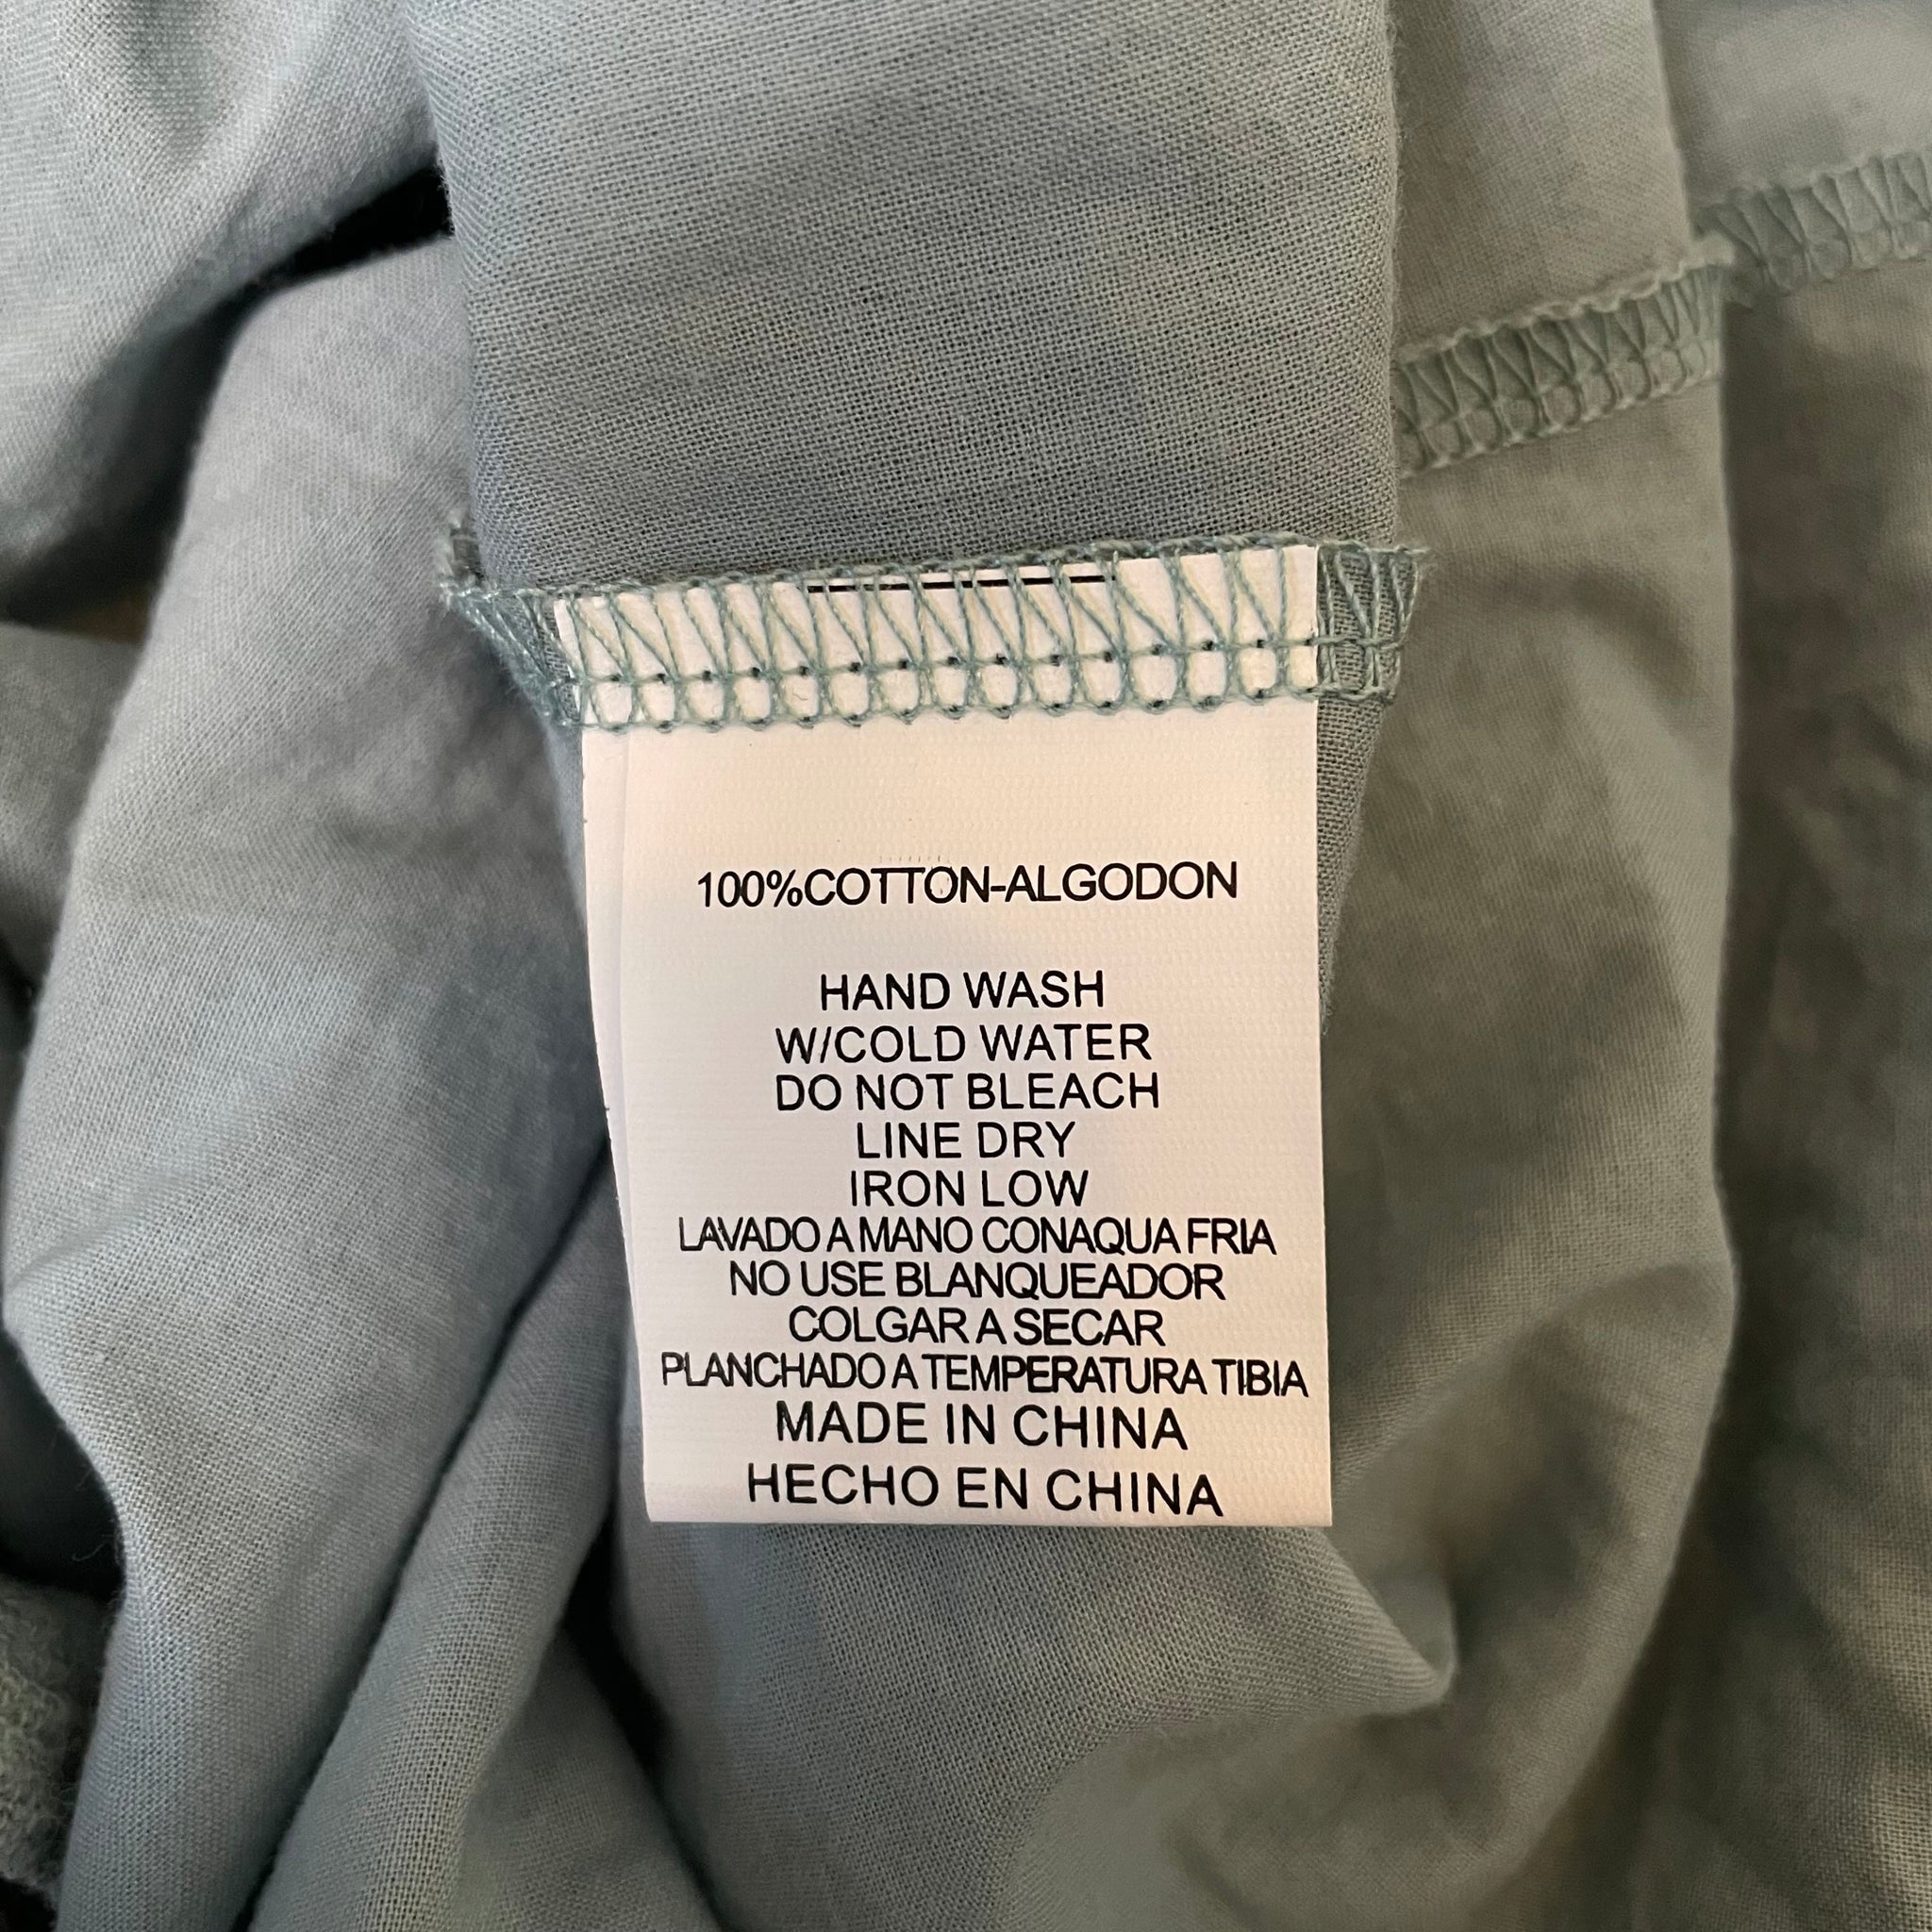 100%COTTON-ALGODON
HAND WASH
W/COLD WATER
DO NOT BLEACH
LINE DRY
IRON LOW
LAVADO A MANO CONAQUA FRIA
NO USE BLANQUEADOR
COLGAR A SECAR
PLANCHADO A TEMPERATURA TIBIA
MADE IN CHINA
HECHO EN CHINA